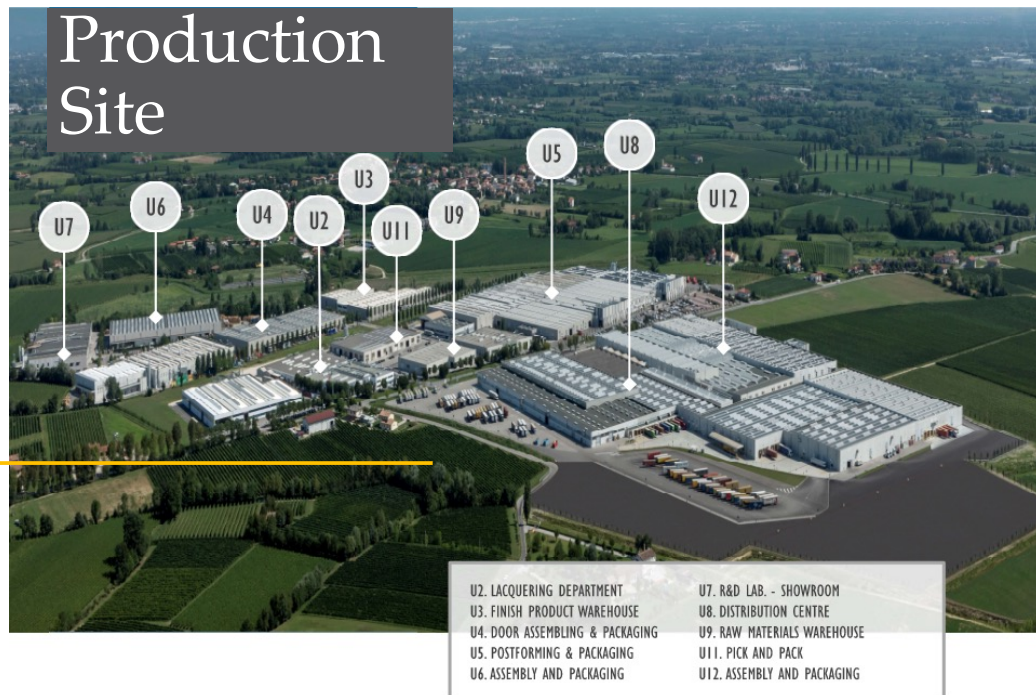 Production
Site
U3
U5
U8
U7
U6
U4
U2
U11
U9
U12
U2. LACQUERING DEPARTMENT
U3. FINISH PRODUCT WAREHOUSE
U4. DOOR ASSEMBLING & PACKAGING
U5. POSTFORMING & PACKAGING
U6. ASSEMBLY AND PACKAGING
U7. R&D LAB. - SHOWROOM
U8. DISTRIBUTION CENTRE
U9. RAW MATERIALS WAREHOUSE
U11. PICK AND PACK
U12. ASSEMBLY AND PACKAGING